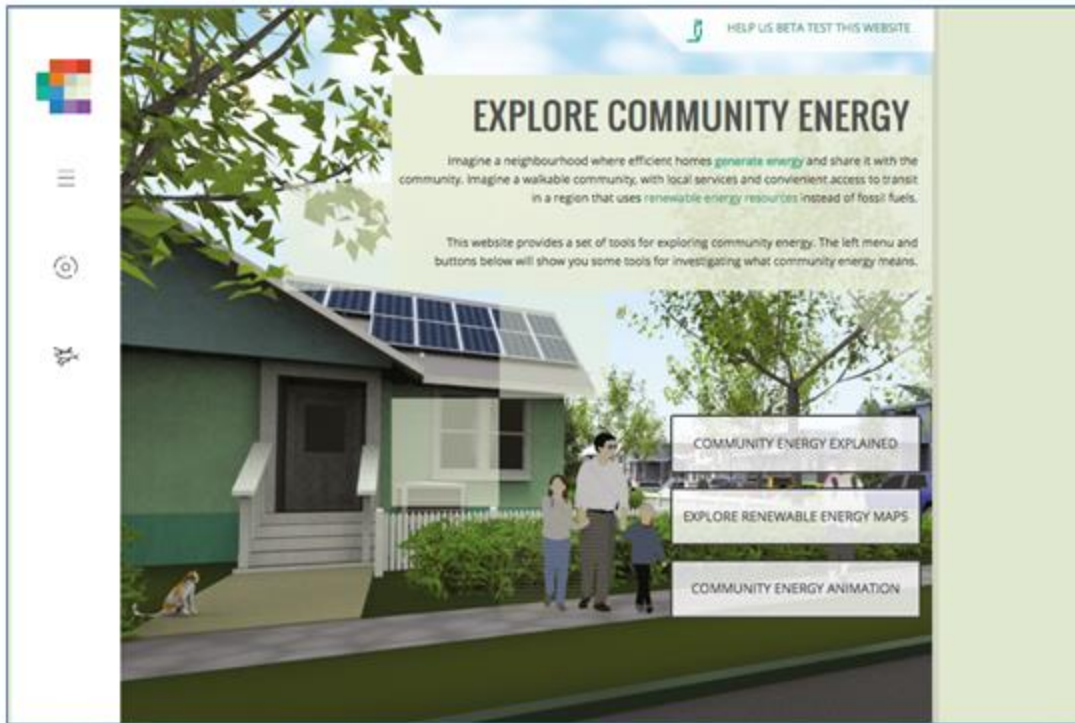 HELP US BETA TEST THIS WEBSITE
EXPLORE COMMUNITY ENERGY
Imagine a neighbourhood where efficient homes generate energy and share it with the
community. Imagine a walkable community, with local services and convienient access to transit
in a region that uses renewable energy resources instead of fossil fuels.
This website provides a set of tools for exploring community energy. The left menu and
buttons below will show you some tools for investigating what community energy means.
COMMUNITY ENERGY EXPLAINED
EXPLORE RENEWABLE ENERGY MAPS
COMMUNITY ENERGY ANIMATION